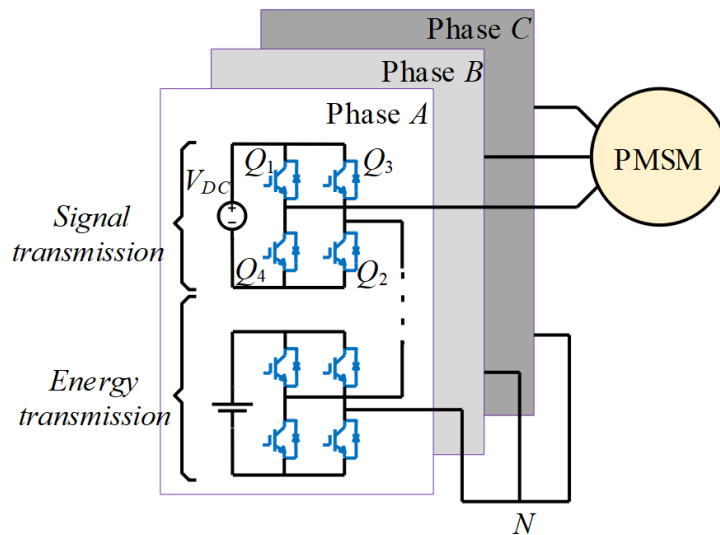 Phase C
Phase B
Phase A
Q1
Q3
VDC
PMSM
Signal
transmission
Q4
Q2
Energy
transmission
N